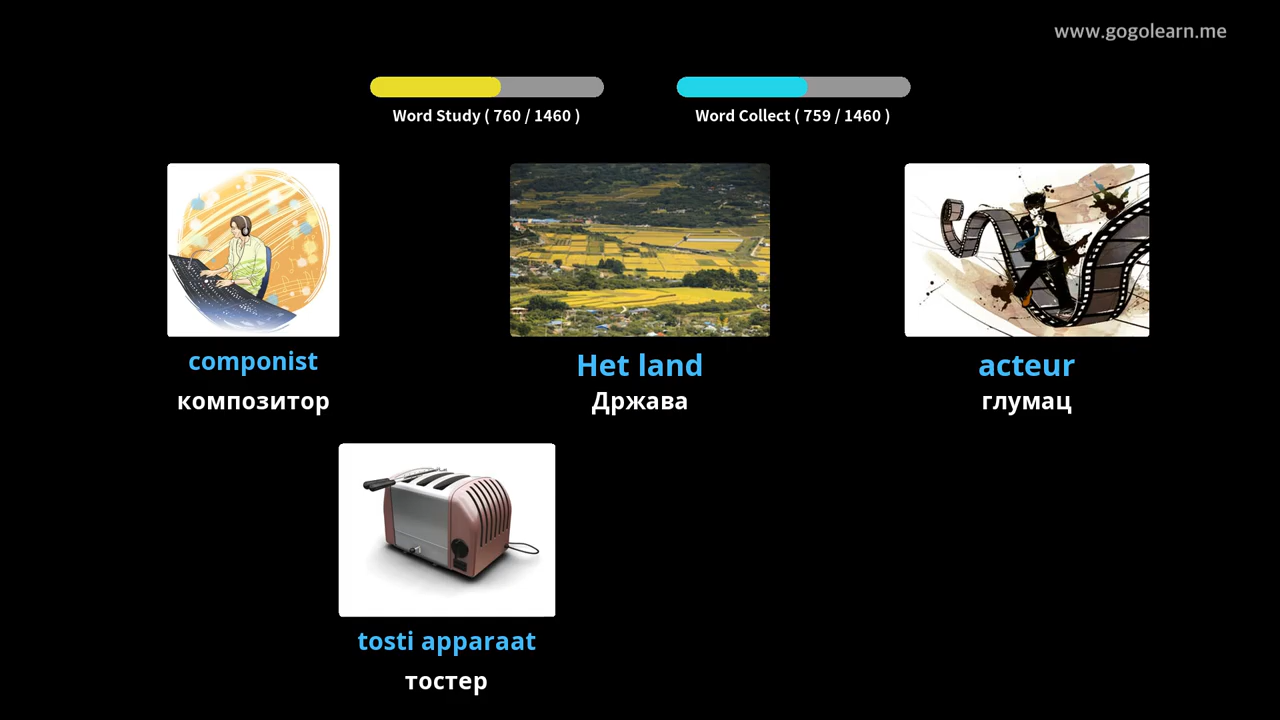 www.gogolearn.me
Word Study ( 760 / 1460 )
Word Collect ( 759 / 1460 )
componist
композитор
Het land
Држава
acteur
глумац
tosti apparaat
тостер